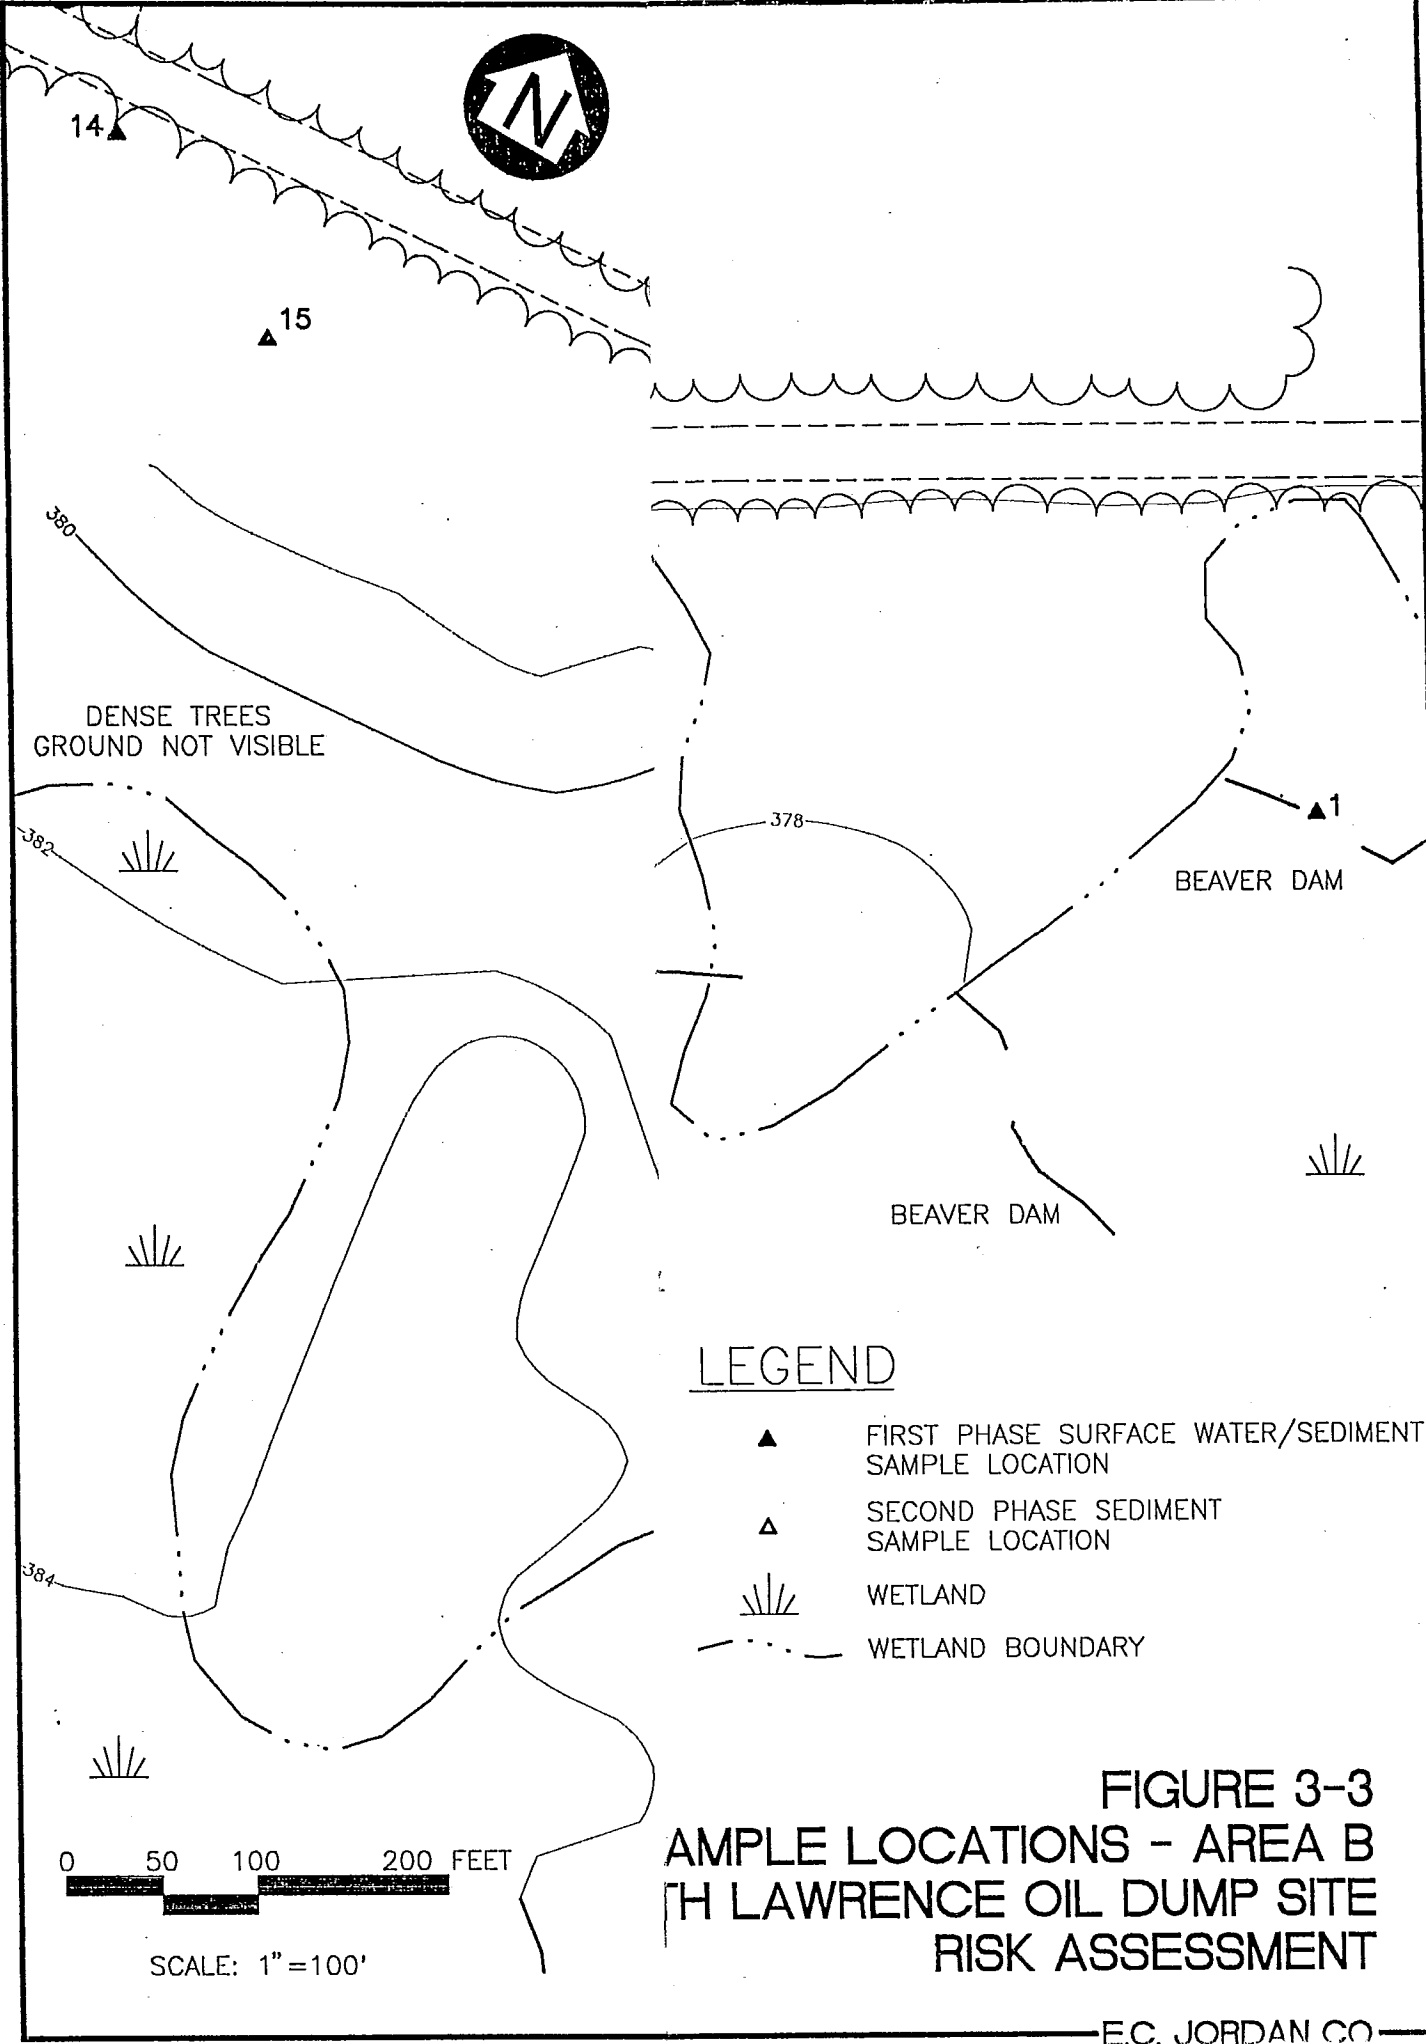 N
14
15
380
DENSE TREES
GROUND NOT VISIBLE
382
378
1
BEAVER DAM
BEAVER DAM
LEGEND
FIRST PHASE SURFACE WATER/SEDIMENT
SAMPLE LOCATION
SECOND PHASE SEDIMENT
SAMPLE LOCATION
WETLAND
WETLAND BOUNDARY
384
0 50 100 200 FEET
SCALE: 1"=100'
FIGURE 3-3
AMPLE LOCATIONS - AREA B
TH LAWRENCE OIL DUMP SITE
RISK ASSESSMENT
E.C. JORDAN CO